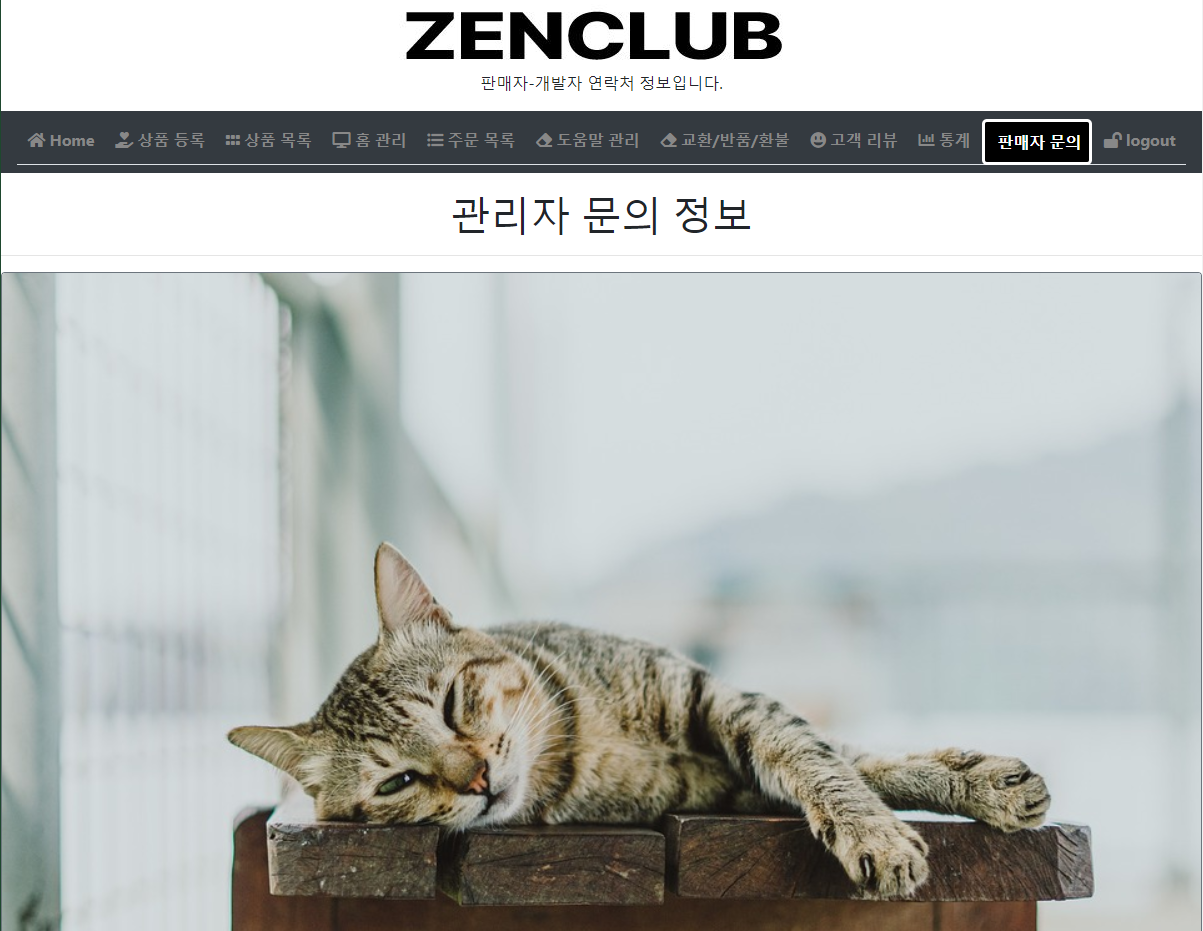 ZENCLUB
판매자-개발자 연락처 정보입니다.
Home 상품 등록 상품 목록 홈 관리 주문 목록 도움말 관리 교환/반품/환불 고객 리뷰 통계 판매자 문의 logout
관리자 문의 정보